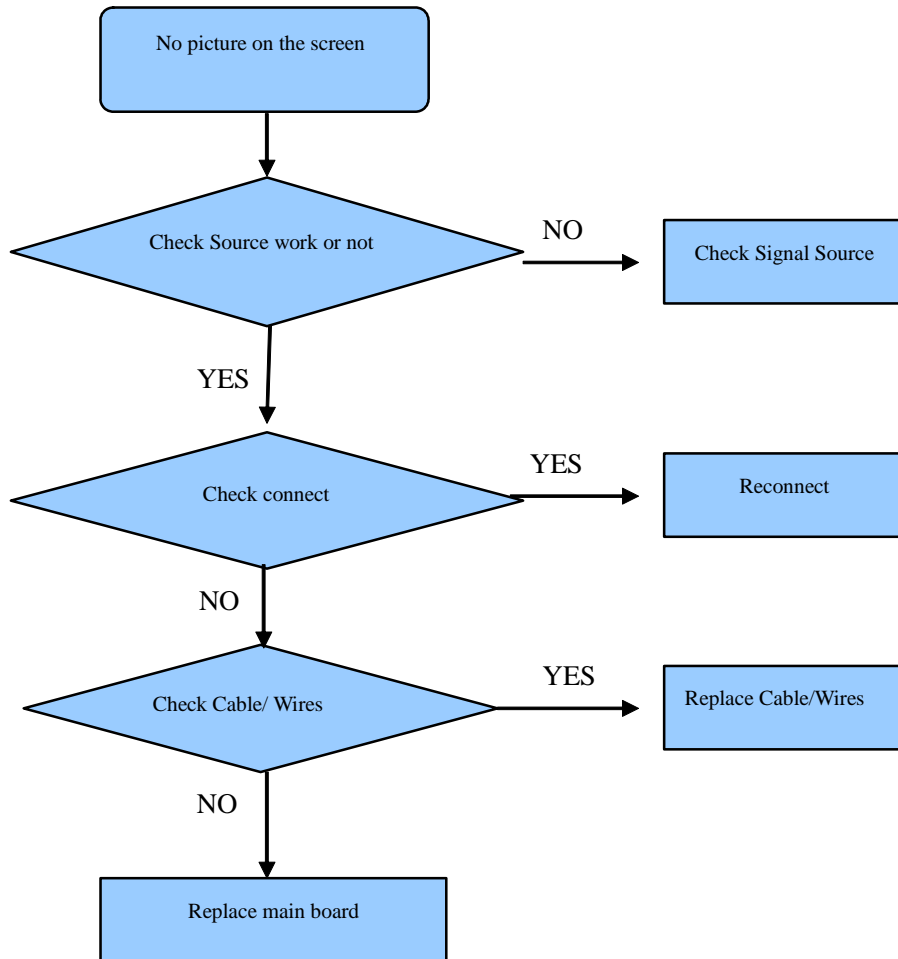 No picture on the screen
Check Source work or not
NO
Check Signal Source
YES
Check connect
YES
Reconnect
NO
Check Cable/ Wires
YES
Replace Cable/Wires
NO
Replace main board